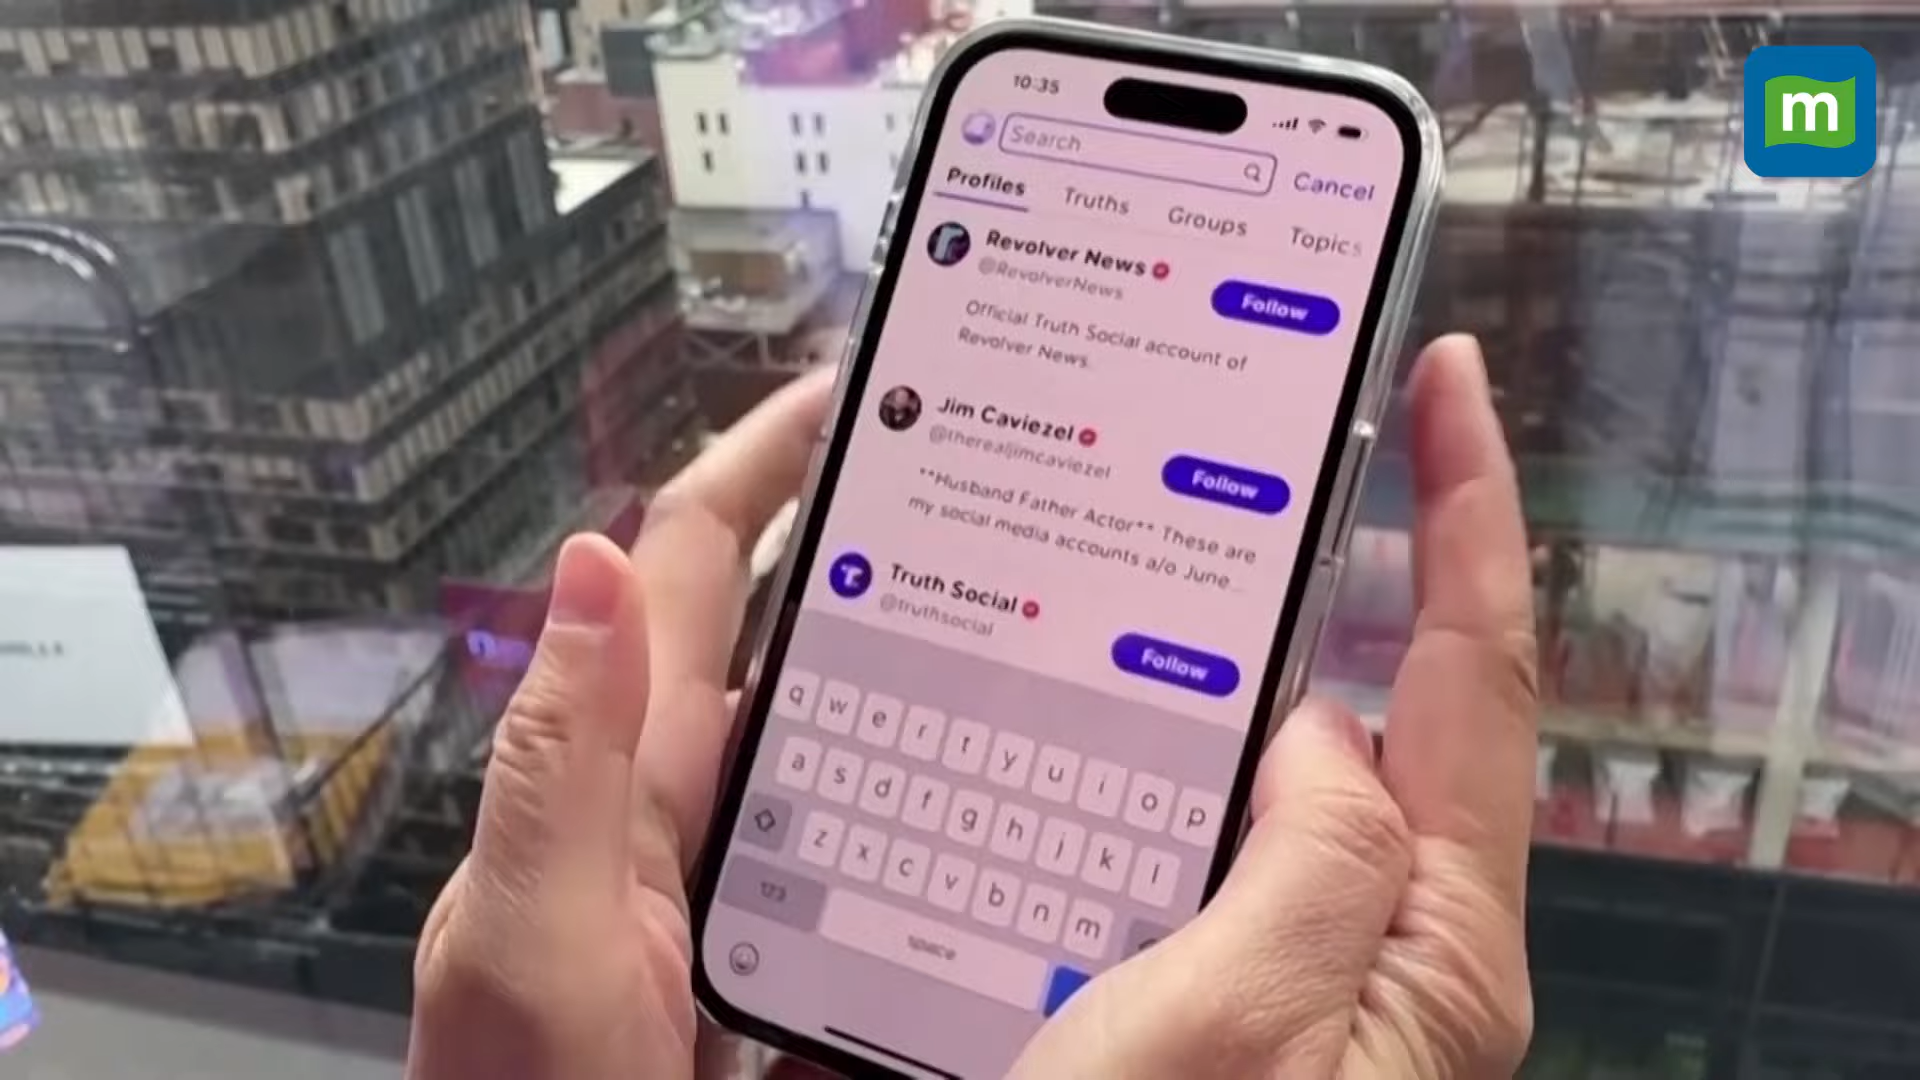 m
10:35
Search
Cancel
Profiles Truths Groups Topics
Revolver News
@RevolverNews
Follow
Official Truth Social account of
Revolver News.
Jim Caviezel
@therealjimcaviezel
Follow
**Husband Father Actor** These are
my social media accounts a/o June...
Truth Social
@truthsocial
Follow
q w e r t y u i o p
a s d f g h j k l
z x c v b n m
123
space